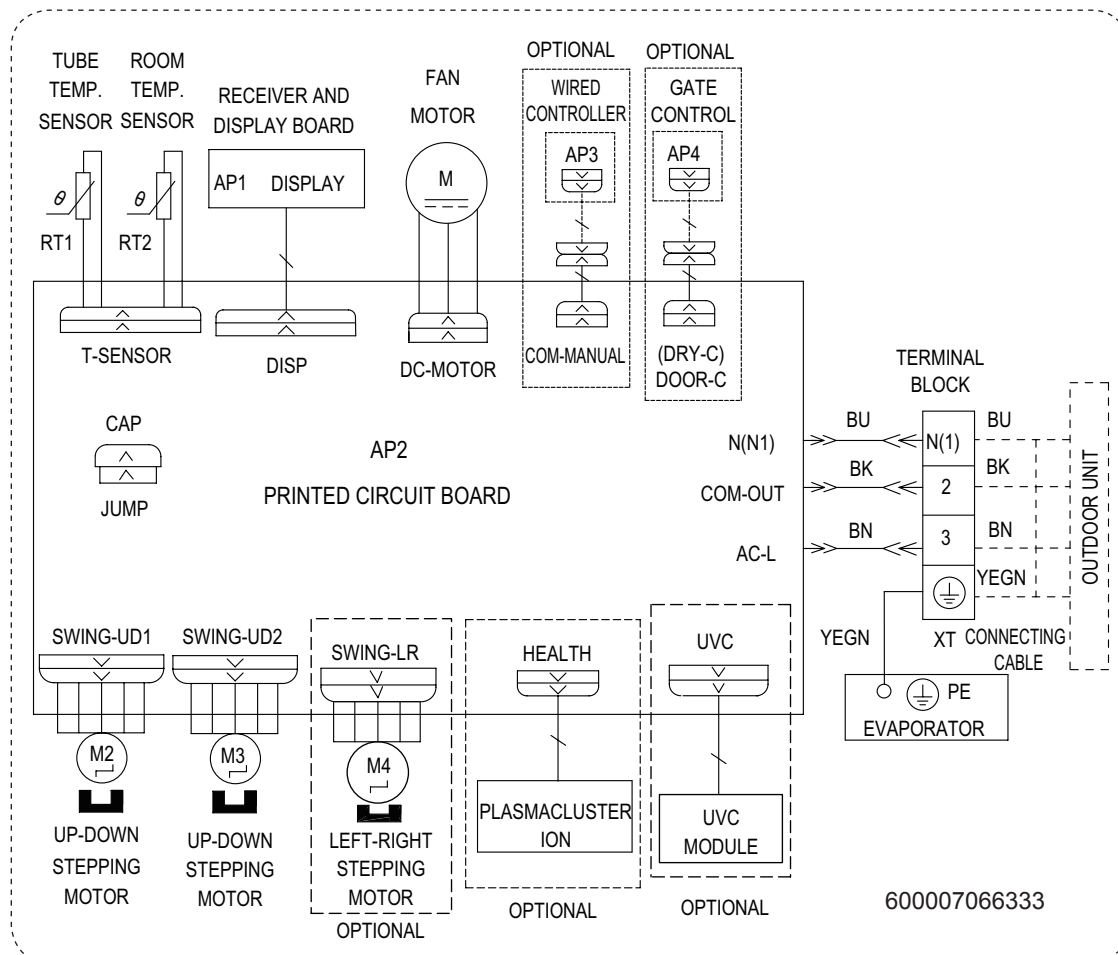 TUBE
TEMP.
SENSOR
ROOM
TEMP.
SENSOR
RECEIVER AND
DISPLAY BOARD
FAN
MOTOR
OPTIONAL
WIRED
CONTROLLER
OPTIONAL
GATE
CONTROL
θ
RT1
θ
RT2
AP1 DISPLAY
M
AP3
AP4
T-SENSOR
DISP
DC-MOTOR
COM-MANUAL
(DRY-C)
DOOR-C
TERMINAL
BLOCK
CAP
JUMP
AP2
PRINTED CIRCUIT BOARD
N(N1)
BU
N(1)
BU
COM-OUT
BK
2
BK
AC-L
BN
3
BN
YEGN
OUTDOOR UNIT
YEGN
XT
CONNECTING
CABLE
PE
EVAPORATOR
SWING-UD1
SWING-UD2
SWING-LR
HEALTH
UVC
M2
M3
M4
UP-DOWN
STEPPING
MOTOR
UP-DOWN
STEPPING
MOTOR
LEFT-RIGHT
STEPPING
MOTOR
OPTIONAL
PLASMACLUSTER
ION
OPTIONAL
UVC
MODULE
OPTIONAL
600007066333